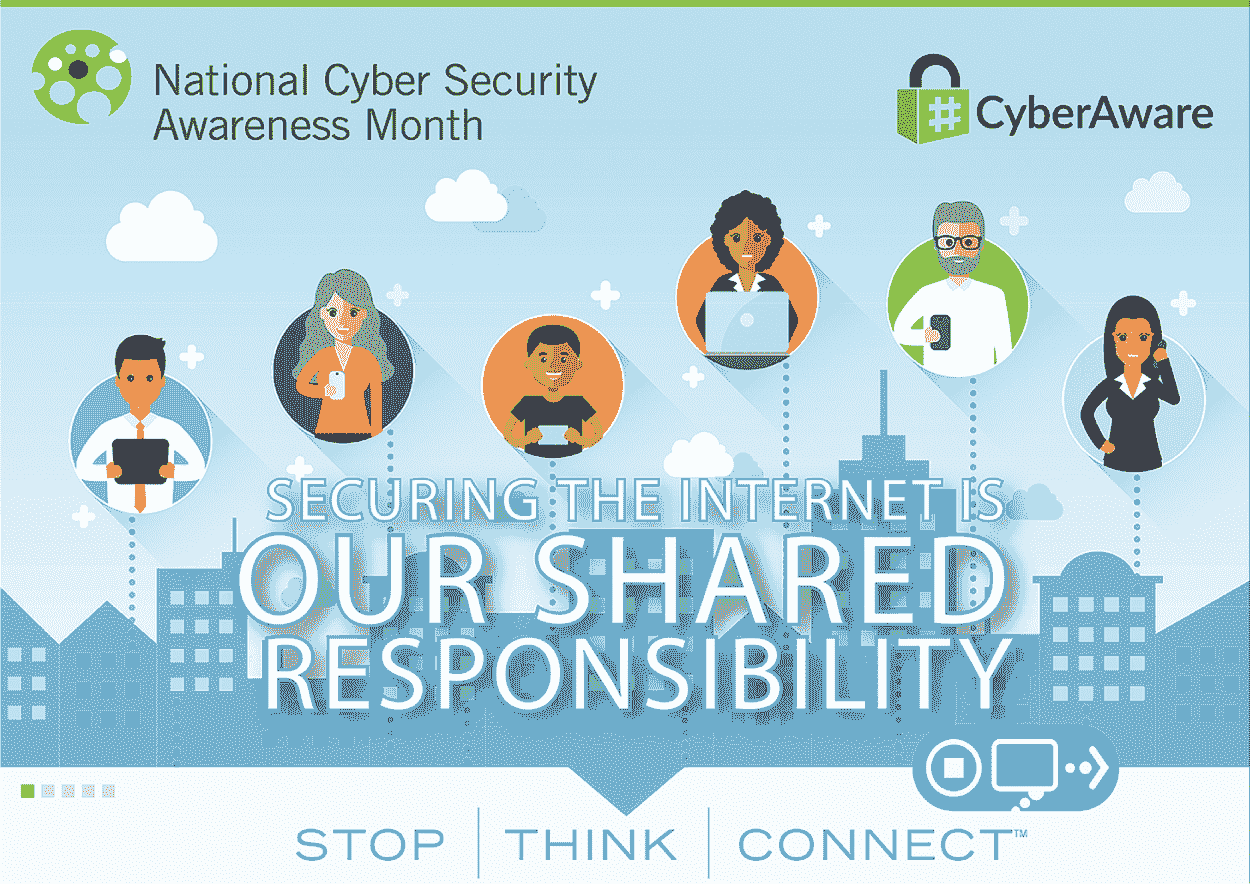 National Cyber Security
Awareness Month
#CyberAware
SECURING THE INTERNET IS
OUR SHARED
RESPONSIBILITY
STOP | THINK | CONNECT™